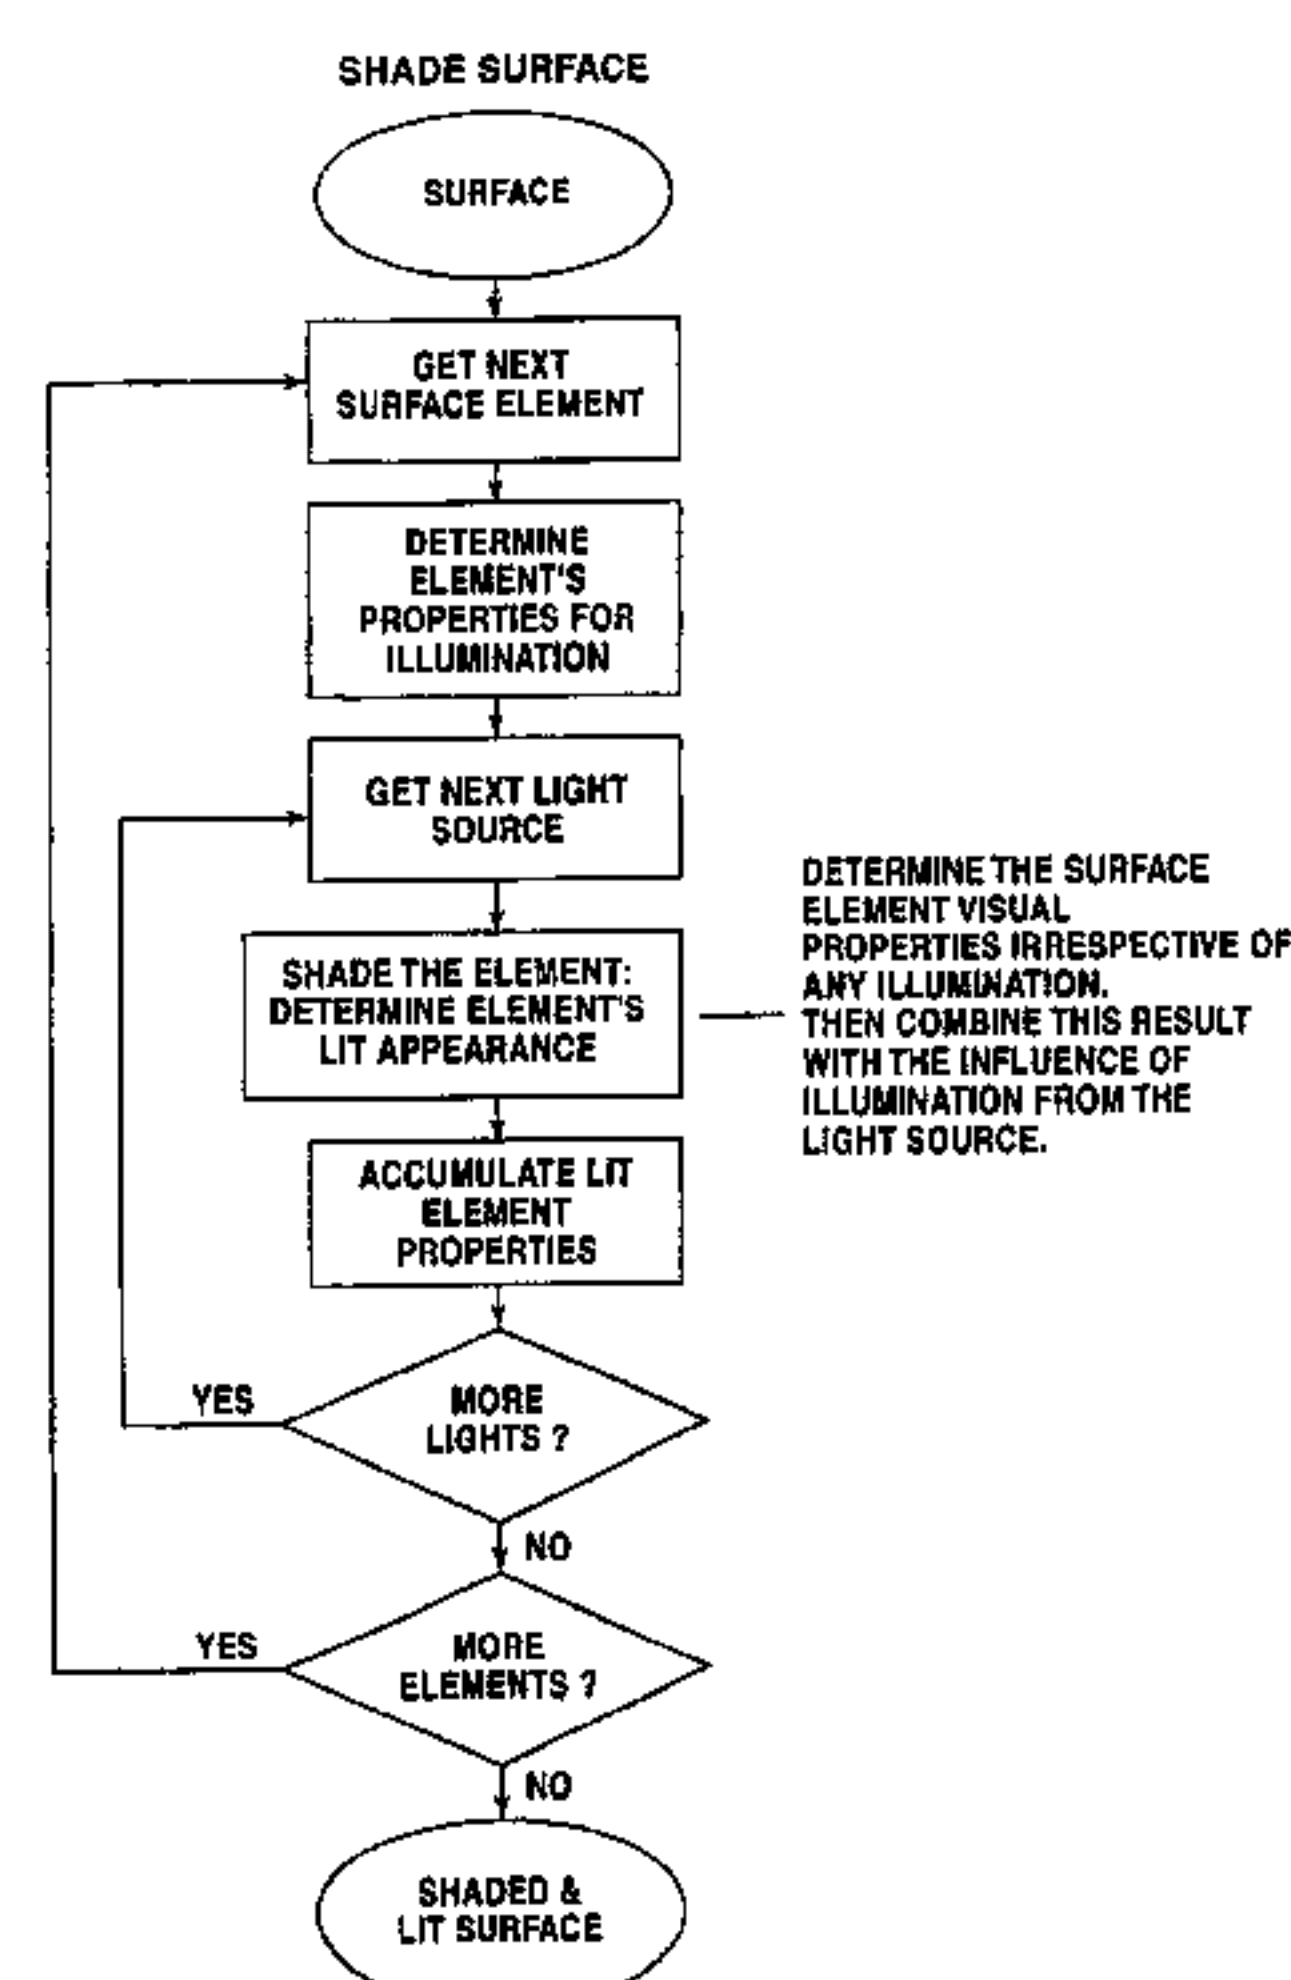 SHADE SURFACE
SURFACE
GET NEXT
SURFACE ELEMENT
DETERMINE
ELEMENT'S
PROPERTIES FOR
ILLUMINATION
GET NEXT LIGHT
SOURCE
SHADE THE ELEMENT:
DETERMINE ELEMENT'S
LIT APPEARANCE
DETERMINE THE SURFACE
ELEMENT VISUAL
PROPERTIES IRRESPECTIVE OF
ANY ILLUMINATION.
THEN COMBINE THIS RESULT
WITH THE INFLUENCE OF
ILLUMINATION FROM THE
LIGHT SOURCE.
ACCUMULATE LIT
ELEMENT
PROPERTIES
YES
MORE
LIGHTS ?
NO
YES
MORE
ELEMENTS ?
NO
SHADED &
LIT SURFACE